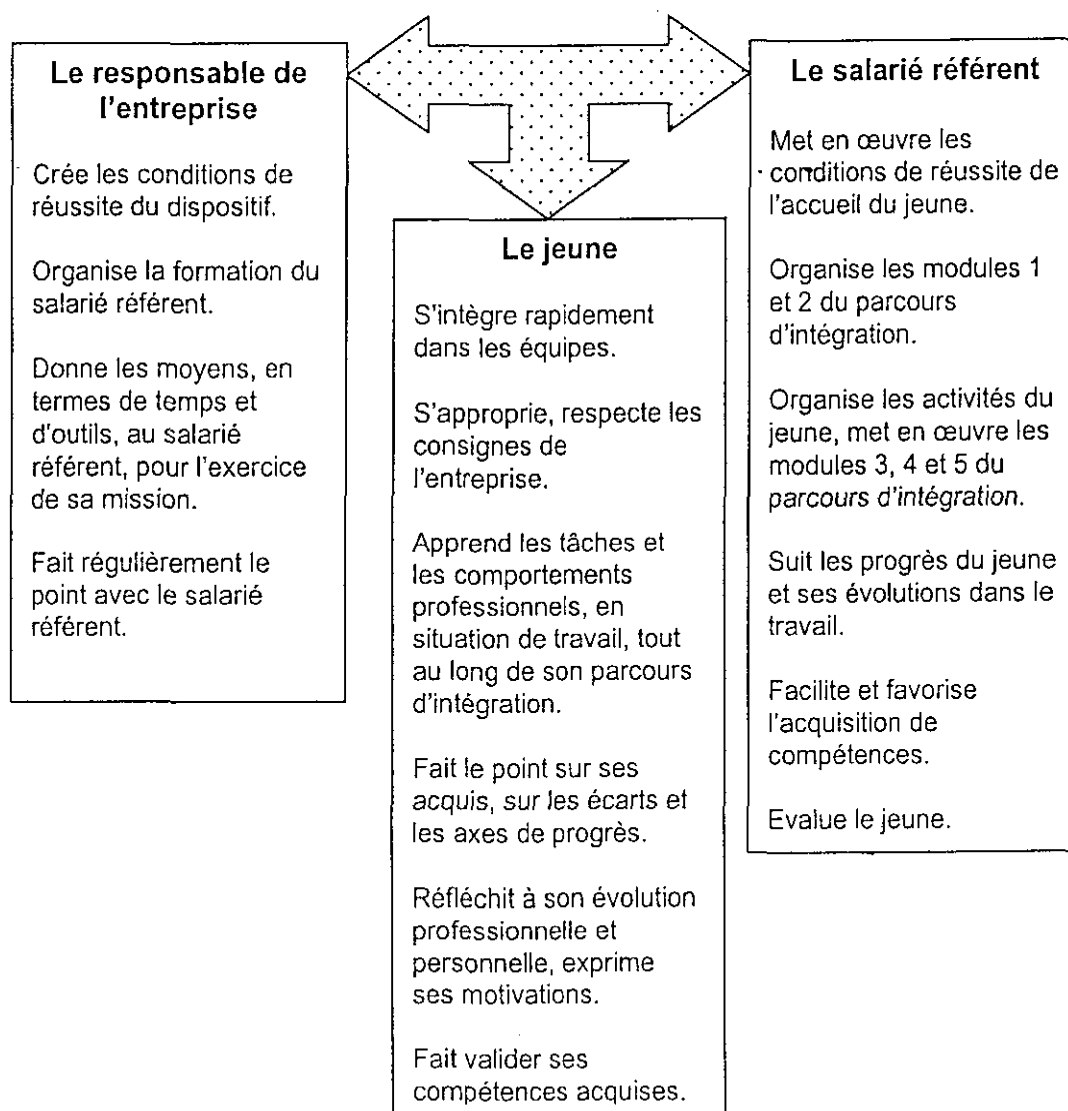 Le responsable de
l'entreprise
Crée les conditions de
réussite du dispositif.
Organise la formation du
salarié référent.
Donne les moyens, en
termes de temps et
d'outils, au salarié
référent, pour l'exercice
de sa mission.
Fait régulièrement le
point avec le salarié
référent.
Le jeune
S'intègre rapidement
dans les équipes.
S'approprie, respecte les
consignes de
l'entreprise.
Apprend les tâches et
les comportements
professionnels, en
situation de travail, tout
au long de son parcours
d'intégration.
Fait le point sur ses
acquis, sur les écarts et
les axes de progrès.
Réfléchit à son évolution
professionnelle et
personnelle, exprime
ses motivations.
Fait valider ses
compétences acquises.
Le salarié référent
Met en œuvre les
conditions de réussite de
l'accueil du jeune.
Organise les modules 1
et 2 du parcours
d'intégration.
Organise les activités du
jeune, met en œuvre les
modules 3, 4 et 5 du
parcours d'intégration.
Suit les progrès du jeune
et ses évolutions dans le
travail.
Facilite et favorise
l'acquisition de
compétences.
Evalue le jeune.